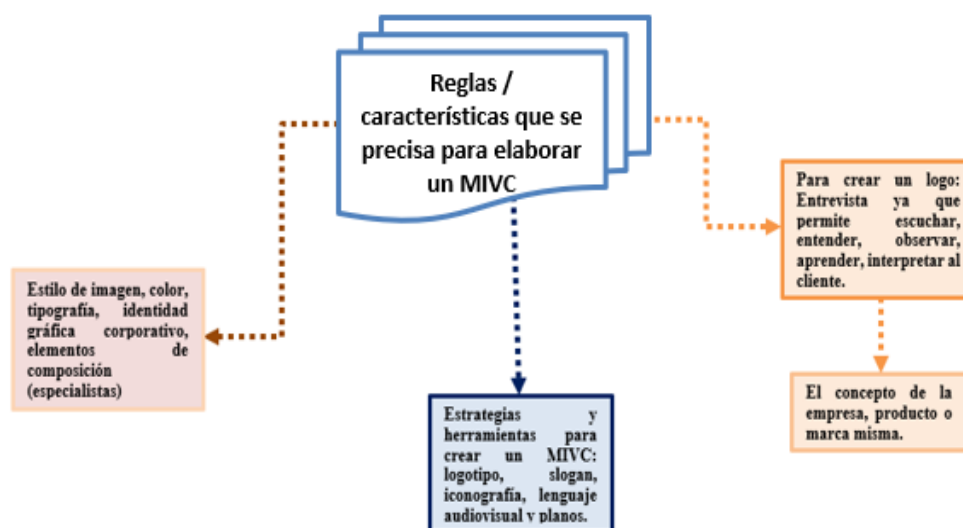 Reglas /
características que se
precisa para elaborar
un MIVC
Para crear un logo:
Entrevista ya que
permite escuchar,
entender, observar,
aprender, interpretar al
cliente.
Estilo de imagen, color,
tipografía, identidad
gráfica corporativo,
elementos de
composición
(especialistas)
El concepto de la
empresa, producto o
marca misma.
Estrategias y
herramientas para
crear un MIVC:
logotipo, slogan,
iconografía, lenguaje
audiovisual y planos.